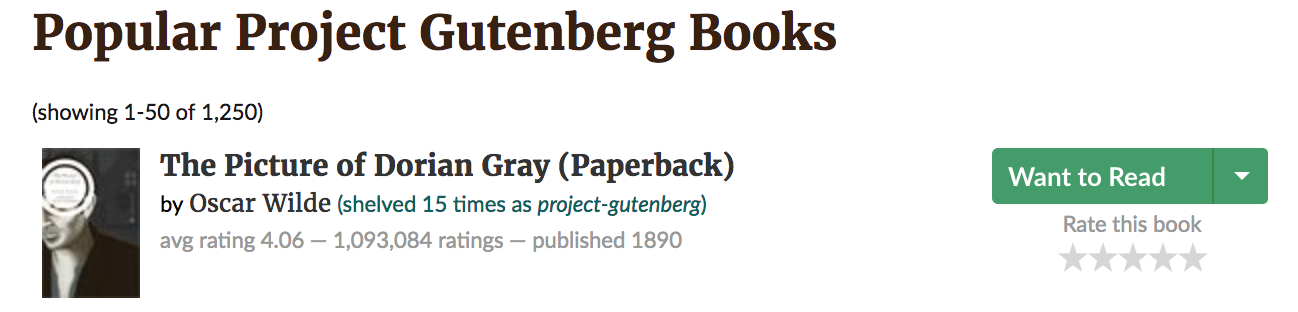 Popular Project Gutenberg Books
(showing 1-50 of 1,250)
The Picture of Dorian Gray (Paperback)
by Oscar Wilde (shelved 15 times as project-gutenberg)
avg rating 4.06 — 1,093,084 ratings — published 1890
Want to Read
Rate this book